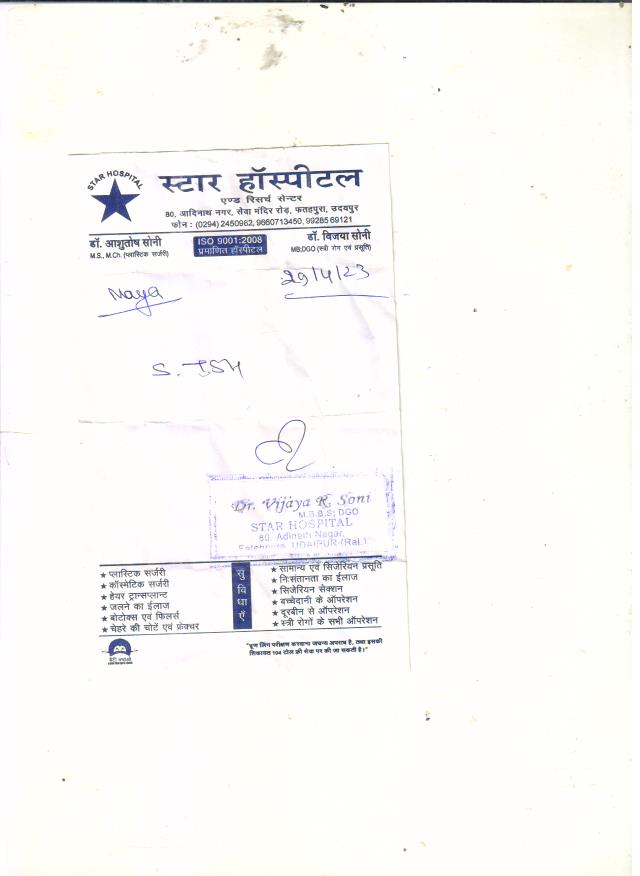 STAR HOSPITAL
स्टार हॉस्पीटल
एण्ड रिसर्च सेन्टर
80, आदिनाथ नगर, सेवा मंदिर रोड़, फतहपुरा, उदयपुर
फोन : (0294) 2450962, 9660713450, 99285 69121
डॉ. आशुतोष सोनी
M.S., M.Ch. (प्लास्टिक सर्जरी)
ISO 9001:2008
प्रमाणित हॉस्पीटल
डॉ. विजया सोनी
MB;DGO (स्त्री रोग एवं प्रसूति)
Maya
29/4/23
S. TSH
Dr. Vijaya R. Soni
M.B.B.S; DGO
STAR HOSPITAL
80, Adinath Nagar,
Fatehpura, UDAIPUR-(Raj.)
सुविधाएँ
★ प्लास्टिक सर्जरी
★ कॉस्मेटिक सर्जरी
★ हेयर ट्रान्सप्लान्ट
★ जलने का ईलाज
★ बोटोक्स एवं फिलर्स
★ चेहरे की चोटें एवं फ्रेक्चर
★ सामान्य एवं सिजेरियन प्रसूति
★ निःसंतानता का ईलाज
★ सिजेरियन सेक्शन
★ बच्चेदानी के ऑपरेशन
★ दूरबीन से ऑपरेशन
★ स्त्री रोगों के सभी ऑपरेशन
बेटी बचाओ
"भ्रूण लिंग परीक्षण करवाना जघन्य अपराध है, तथा इसकी
शिकायत 104 टोल फ्री सेवा पर की जा सकती है।"